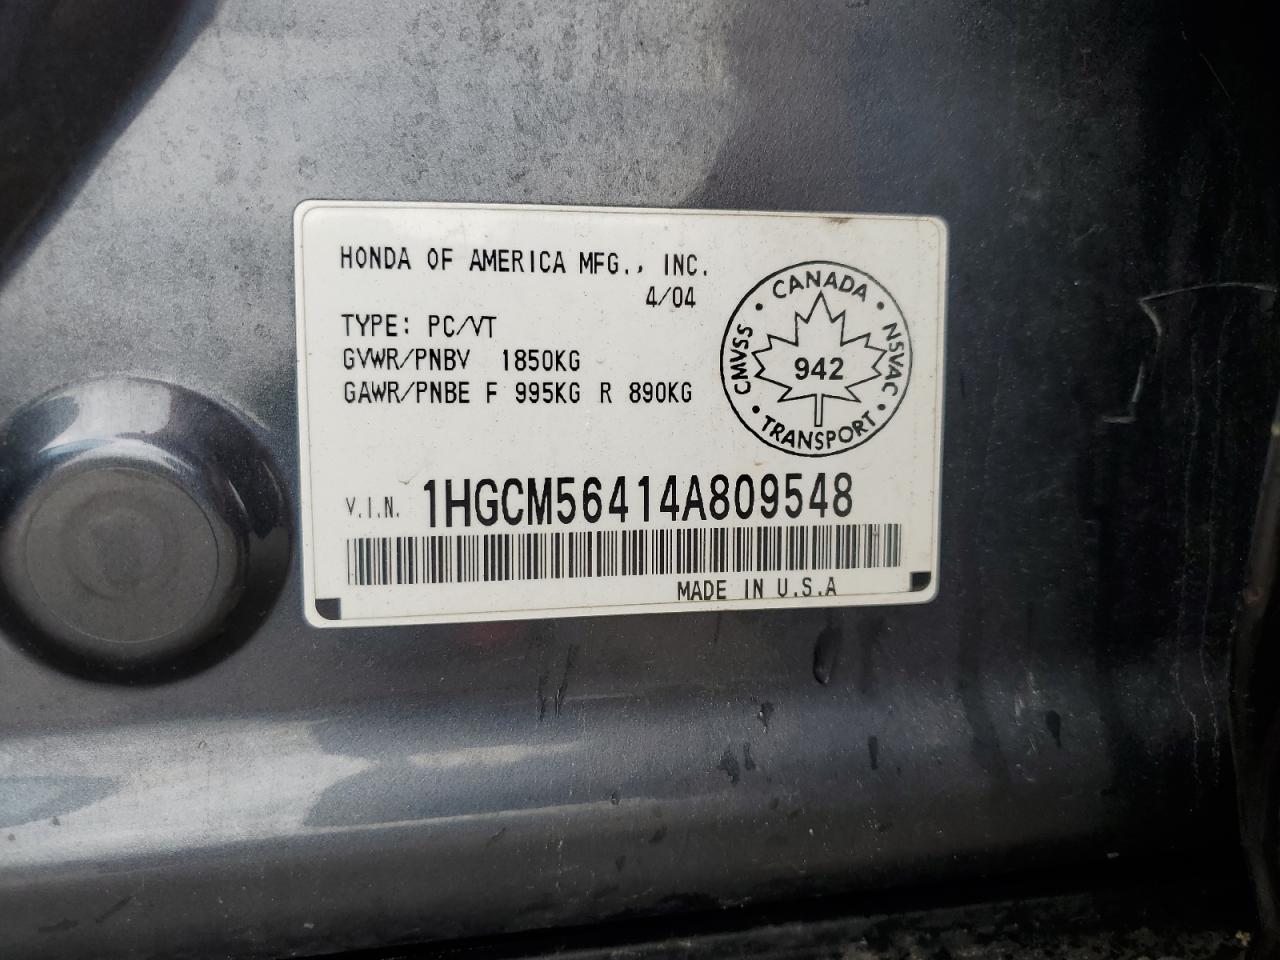 HONDA OF AMERICA MFG., INC.
4/04
TYPE: PC/VT
GVWR/PNBV 1850KG
GAWR/PNBE F 995KG R 890KG
CANADA · NSVAC · TRANSPORT · CMVSS ·
942
V.I.N. 1HGCM56414A809548
MADE IN U.S.A